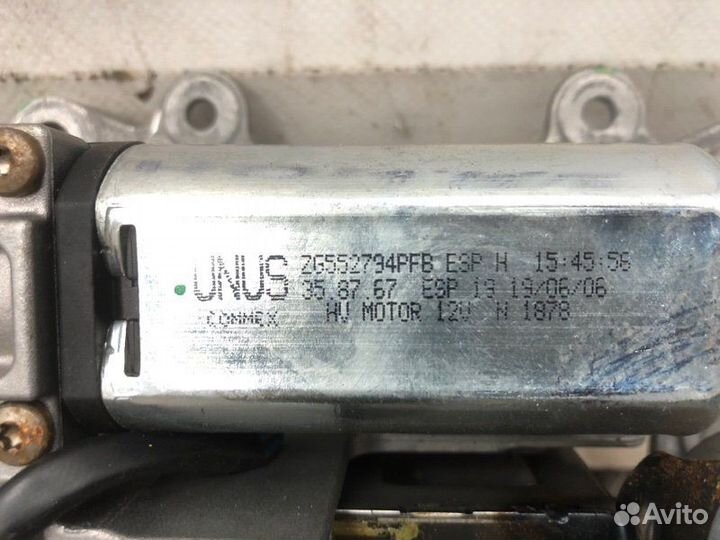 UNUS ZG552794PFB ESP H 15:45:56
35 87 67 ESP 19 19/06/06
COMMEX HV MOTOR 12V N 1878
Avito